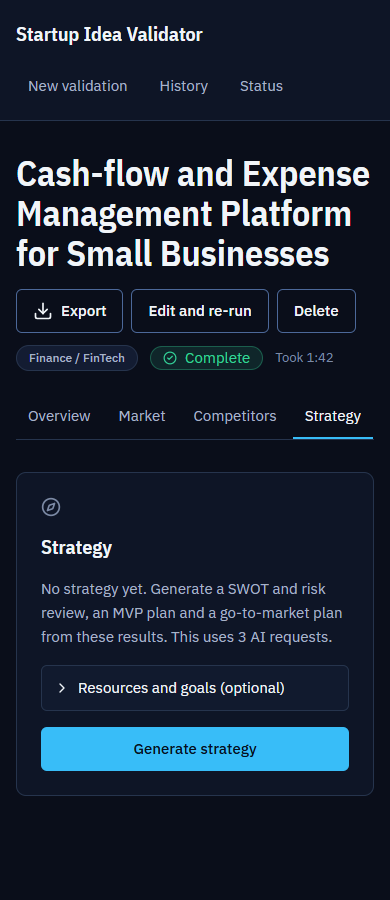 Startup Idea Validator
New validation History Status
Cash-flow and Expense
Management Platform
for Small Businesses
Export Edit and re-run Delete
Finance / FinTech Complete Took 1:42
Overview Market Competitors Strategy
Strategy
No strategy yet. Generate a SWOT and risk
review, an MVP plan and a go-to-market plan
from these results. This uses 3 AI requests.
Resources and goals (optional)
Generate strategy